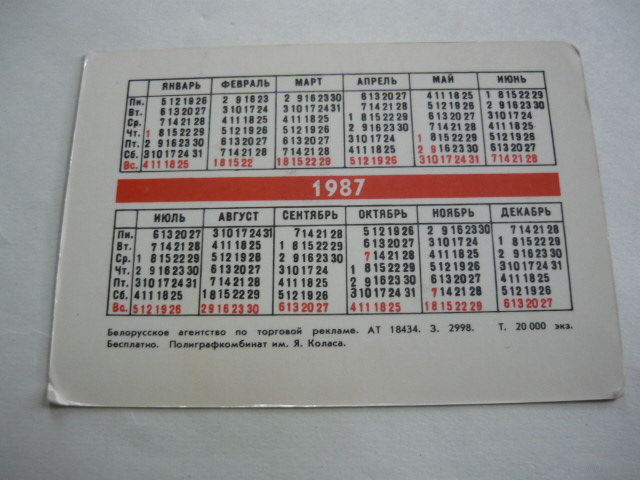 ЯНВАРЬ ФЕВРАЛЬ МАРТ АПРЕЛЬ МАЙ ИЮНЬ
Пн. 5 12 19 26 2 9 16 23 2 9 16 23 30 6 13 20 27 4 11 18 25 1 8 15 22 29
Вт. 6 13 20 27 3 10 17 24 3 10 17 24 31 7 14 21 28 5 12 19 26 2 9 16 23 30
Ср. 7 14 21 28 4 11 18 25 4 11 18 25 1 8 15 22 29 6 13 20 27 3 10 17 24
Чт. 1 8 15 22 29 5 12 19 26 5 12 19 26 2 9 16 23 30 7 14 21 28 4 11 18 25
Пт. 2 9 16 23 30 6 13 20 27 6 13 20 27 3 10 17 24 1 8 15 22 29 5 12 19 26
Сб. 3 10 17 24 31 7 14 21 28 7 14 21 28 4 11 18 25 2 9 16 23 30 6 13 20 27
Вс. 4 11 18 25 1 8 15 22 1 8 15 22 29 5 12 19 26 3 10 17 24 31 7 14 21 28
1987
ИЮЛЬ АВГУСТ СЕНТЯБРЬ ОКТЯБРЬ НОЯБРЬ ДЕКАБРЬ
Пн. 6 13 20 27 3 10 17 24 31 7 14 21 28 5 12 19 26 2 9 16 23 30 7 14 21 28
Вт. 7 14 21 28 4 11 18 25 1 8 15 22 29 6 13 20 27 3 10 17 24 1 8 15 22 29
Ср. 1 8 15 22 29 5 12 19 26 2 9 16 23 30 7 14 21 28 4 11 18 25 2 9 16 23 30
Чт. 2 9 16 23 30 6 13 20 27 3 10 17 24 1 8 15 22 29 5 12 19 26 3 10 17 24 31
Пт. 3 10 17 24 31 7 14 21 28 4 11 18 25 2 9 16 23 30 6 13 20 27 4 11 18 25
Сб. 4 11 18 25 1 8 15 22 29 5 12 19 26 3 10 17 24 31 7 14 21 28 5 12 19 26
Вс. 5 12 19 26 2 9 16 23 30 6 13 20 27 4 11 18 25 1 8 15 22 29 6 13 20 27
Белорусское агентство по торговой рекламе. АТ 18434. З. 2998. Т. 20 000 экз.
Бесплатно. Полиграфкомбинат им. Я. Коласа.